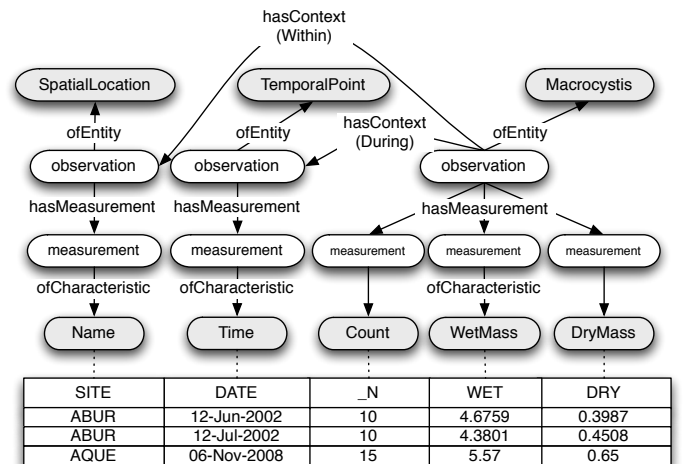 hasContext
(Within)
SpatialLocation
TemporalPoint
Macrocystis
ofEntity
ofEntity
hasContext
(During)
ofEntity
observation
observation
observation
hasMeasurement
hasMeasurement
hasMeasurement
measurement
measurement
measurement
measurement
measurement
ofCharacteristic
ofCharacteristic
ofCharacteristic
Name
Time
Count
WetMass
DryMass
SITE DATE _N WET DRY
ABUR 12-Jun-2002 10 4.6759 0.3987
ABUR 12-Jul-2002 10 4.3801 0.4508
AQUE 06-Nov-2008 15 5.57 0.65